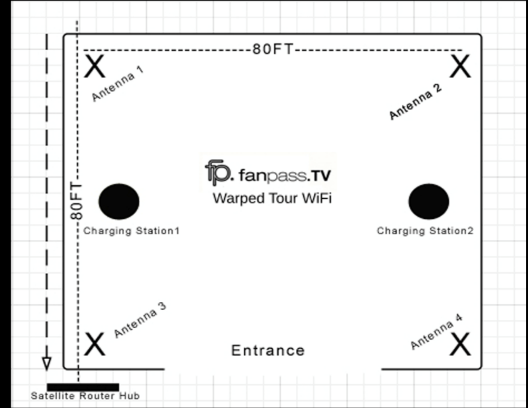 80FT
X
X
Antenna 1
Antenna 2
fp. fanpass.TV
Warped Tour WiFi
80FT
Charging Station1
Charging Station2
Antenna 3
Antenna 4
X
X
Entrance
Satellite Router Hub